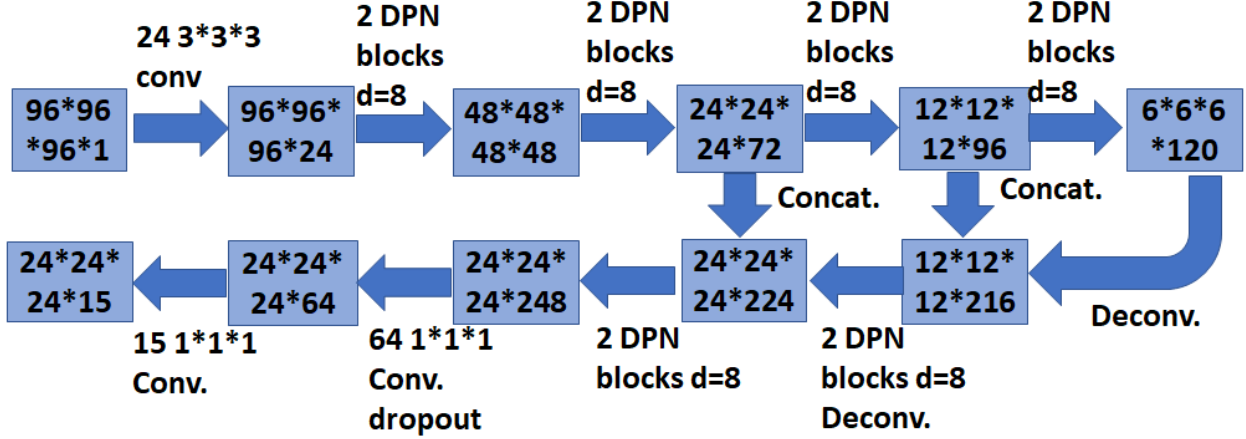 24 3*3*3
conv
2 DPN
blocks
d=8
2 DPN
blocks
d=8
2 DPN
blocks
d=8
2 DPN
blocks
d=8
96*96
*96*1
96*96*
96*24
48*48*
48*48
24*24*
24*72
12*12*
12*96
6*6*6
*120
Concat.
Concat.
24*24*
24*15
24*24*
24*64
24*24*
24*248
24*24*
24*224
12*12*
12*216
Deconv.
15 1*1*1
Conv.
64 1*1*1
Conv.
dropout
2 DPN
blocks d=8
2 DPN
blocks d=8
Deconv.